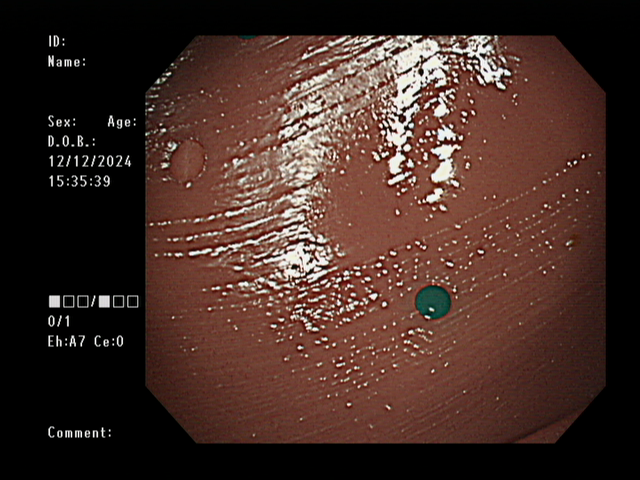 ID:
Name:
Sex: Age:
D.O.B.:
12/12/2024
15:35:39
■□□/■□□
0/1
Eh:A7 Ce:0
Comment: